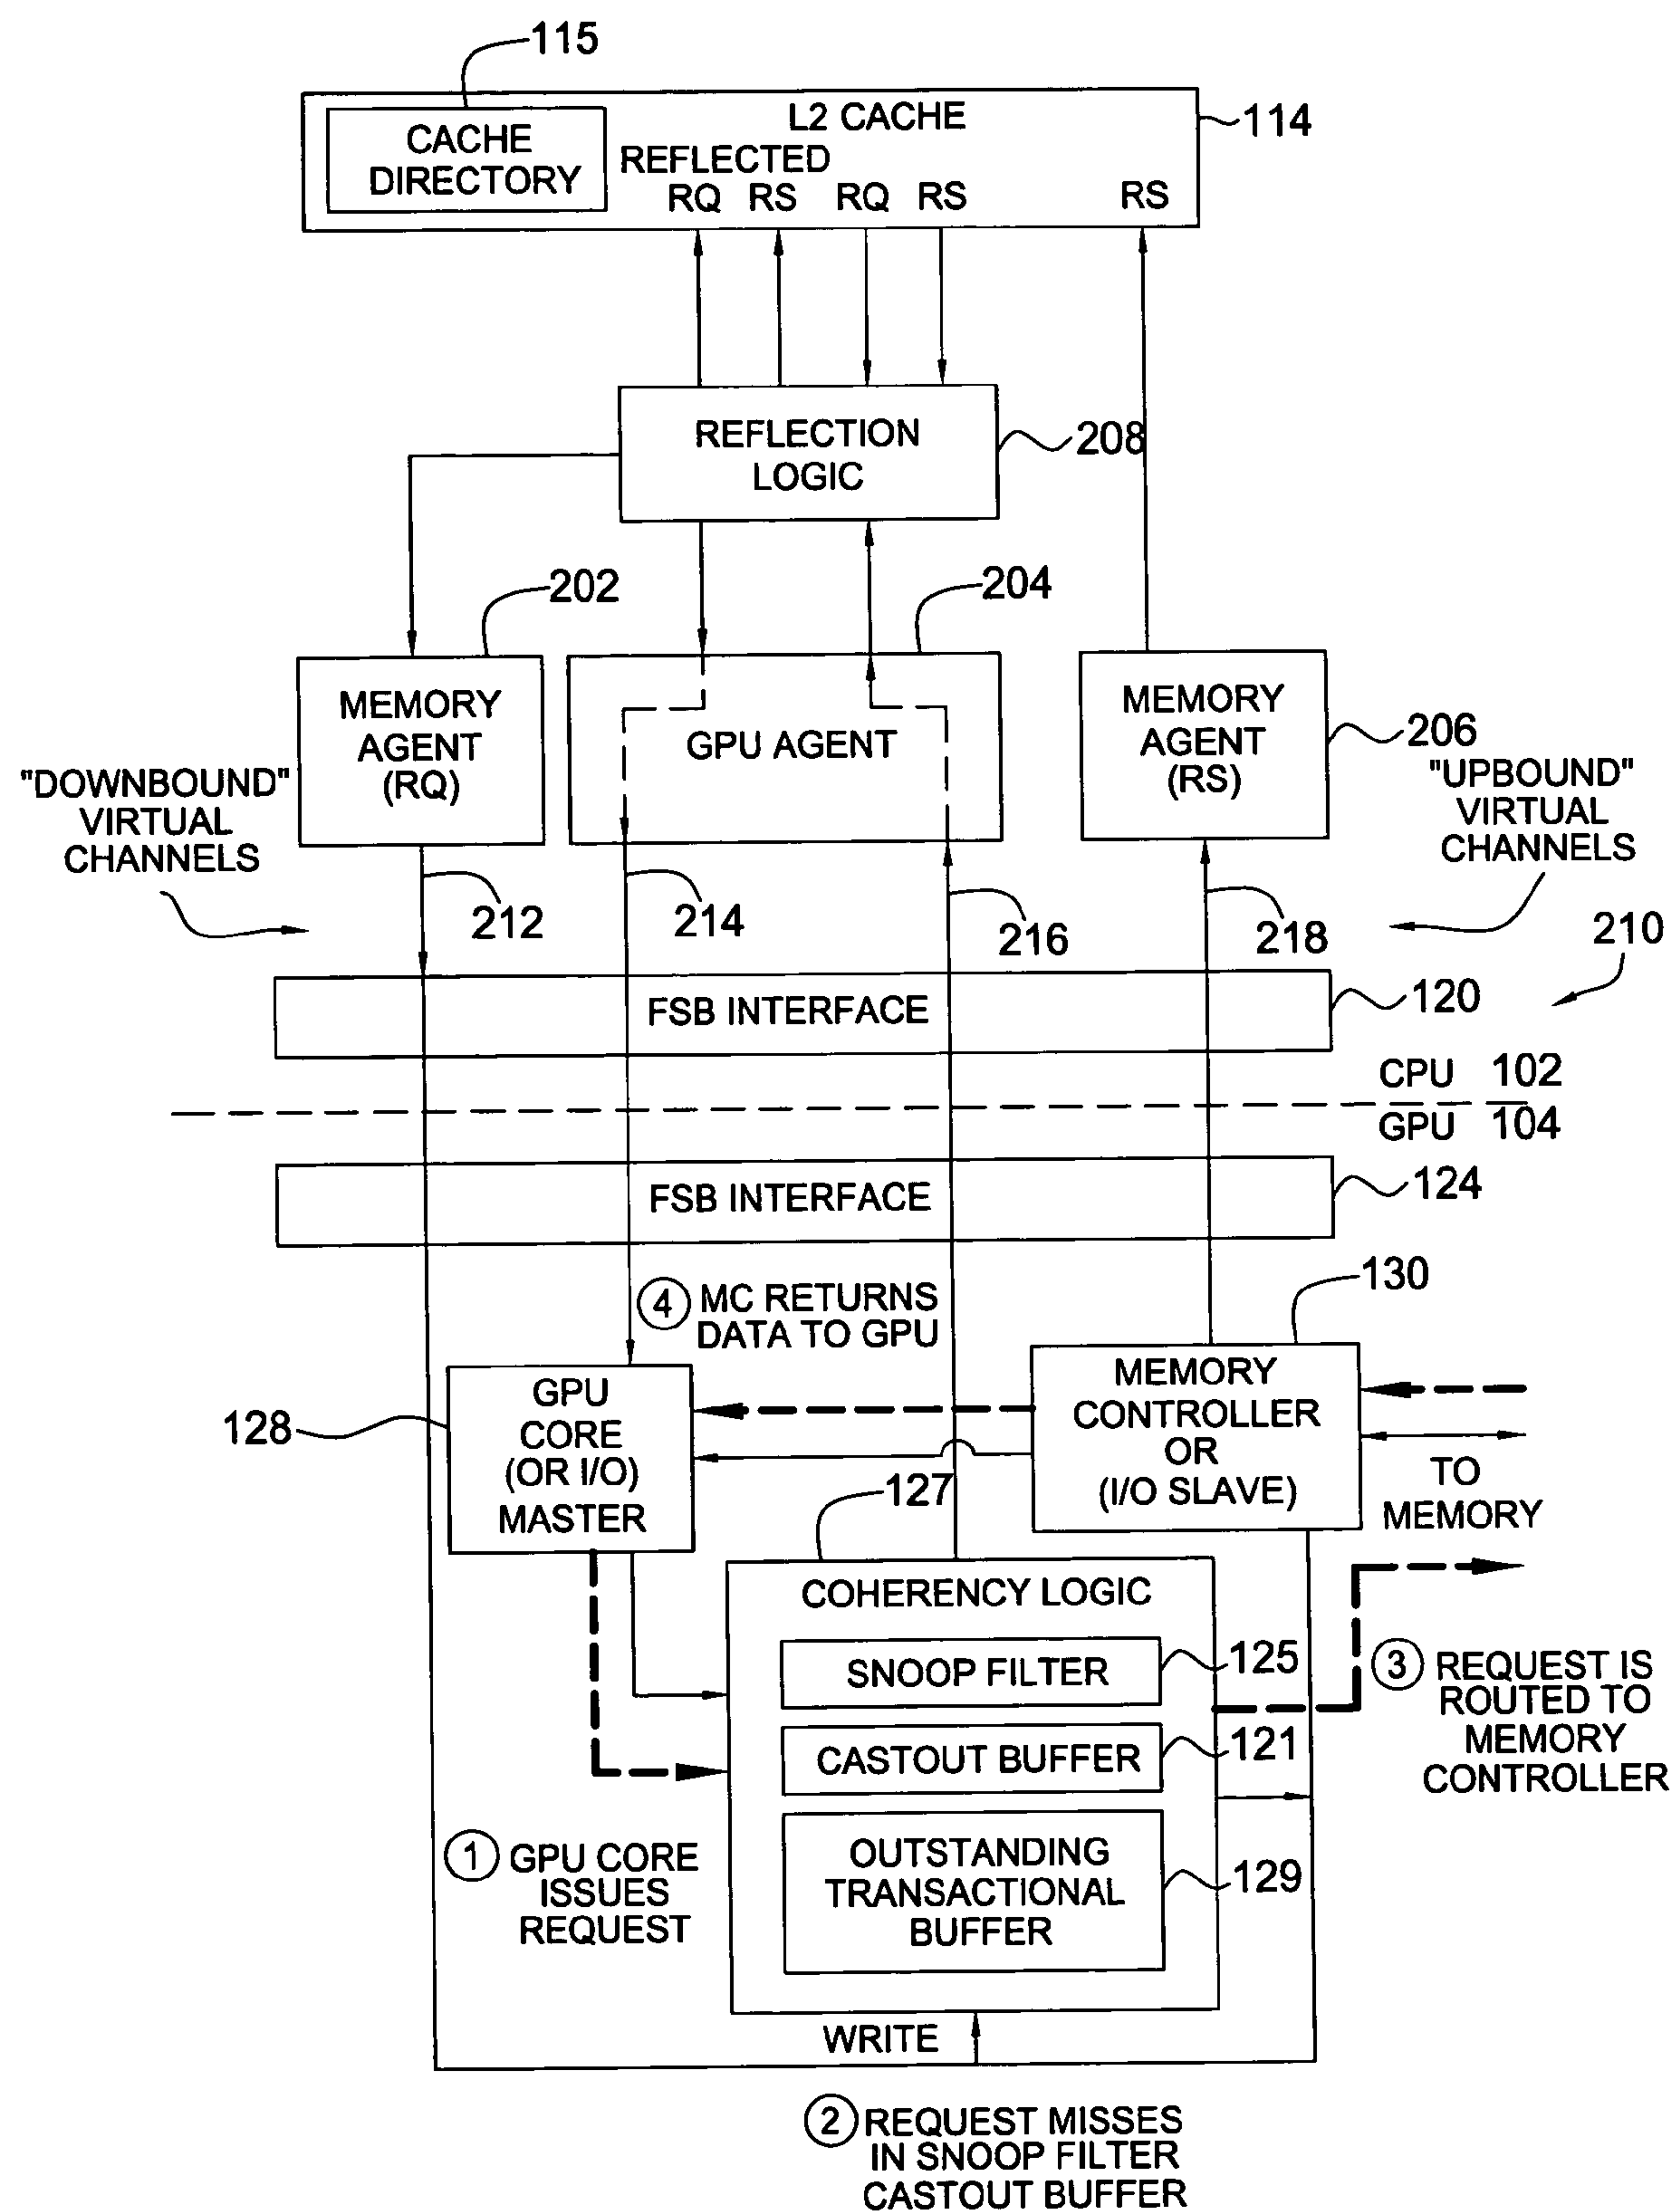 115
L2 CACHE
114
CACHE
DIRECTORY
REFLECTED
RQ RS RQ RS RS
REFLECTION
LOGIC
208
202
204
MEMORY
AGENT
(RQ)
GPU AGENT
MEMORY
AGENT
(RS)
206
"DOWNBOUND"
VIRTUAL
CHANNELS
"UPBOUND"
VIRTUAL
CHANNELS
212
214
216
218
210
FSB INTERFACE
120
CPU 102
GPU 104
FSB INTERFACE
124
4 MC RETURNS
DATA TO GPU
130
GPU
CORE
(OR I/O)
MASTER
128
MEMORY
CONTROLLER
OR
(I/O SLAVE)
TO
MEMORY
127
COHERENCY LOGIC
SNOOP FILTER
125
CASTOUT BUFFER
121
OUTSTANDING
TRANSACTIONAL
BUFFER
129
3 REQUEST IS
ROUTED TO
MEMORY
CONTROLLER
1 GPU CORE
ISSUES
REQUEST
WRITE
2 REQUEST MISSES
IN SNOOP FILTER
CASTOUT BUFFER